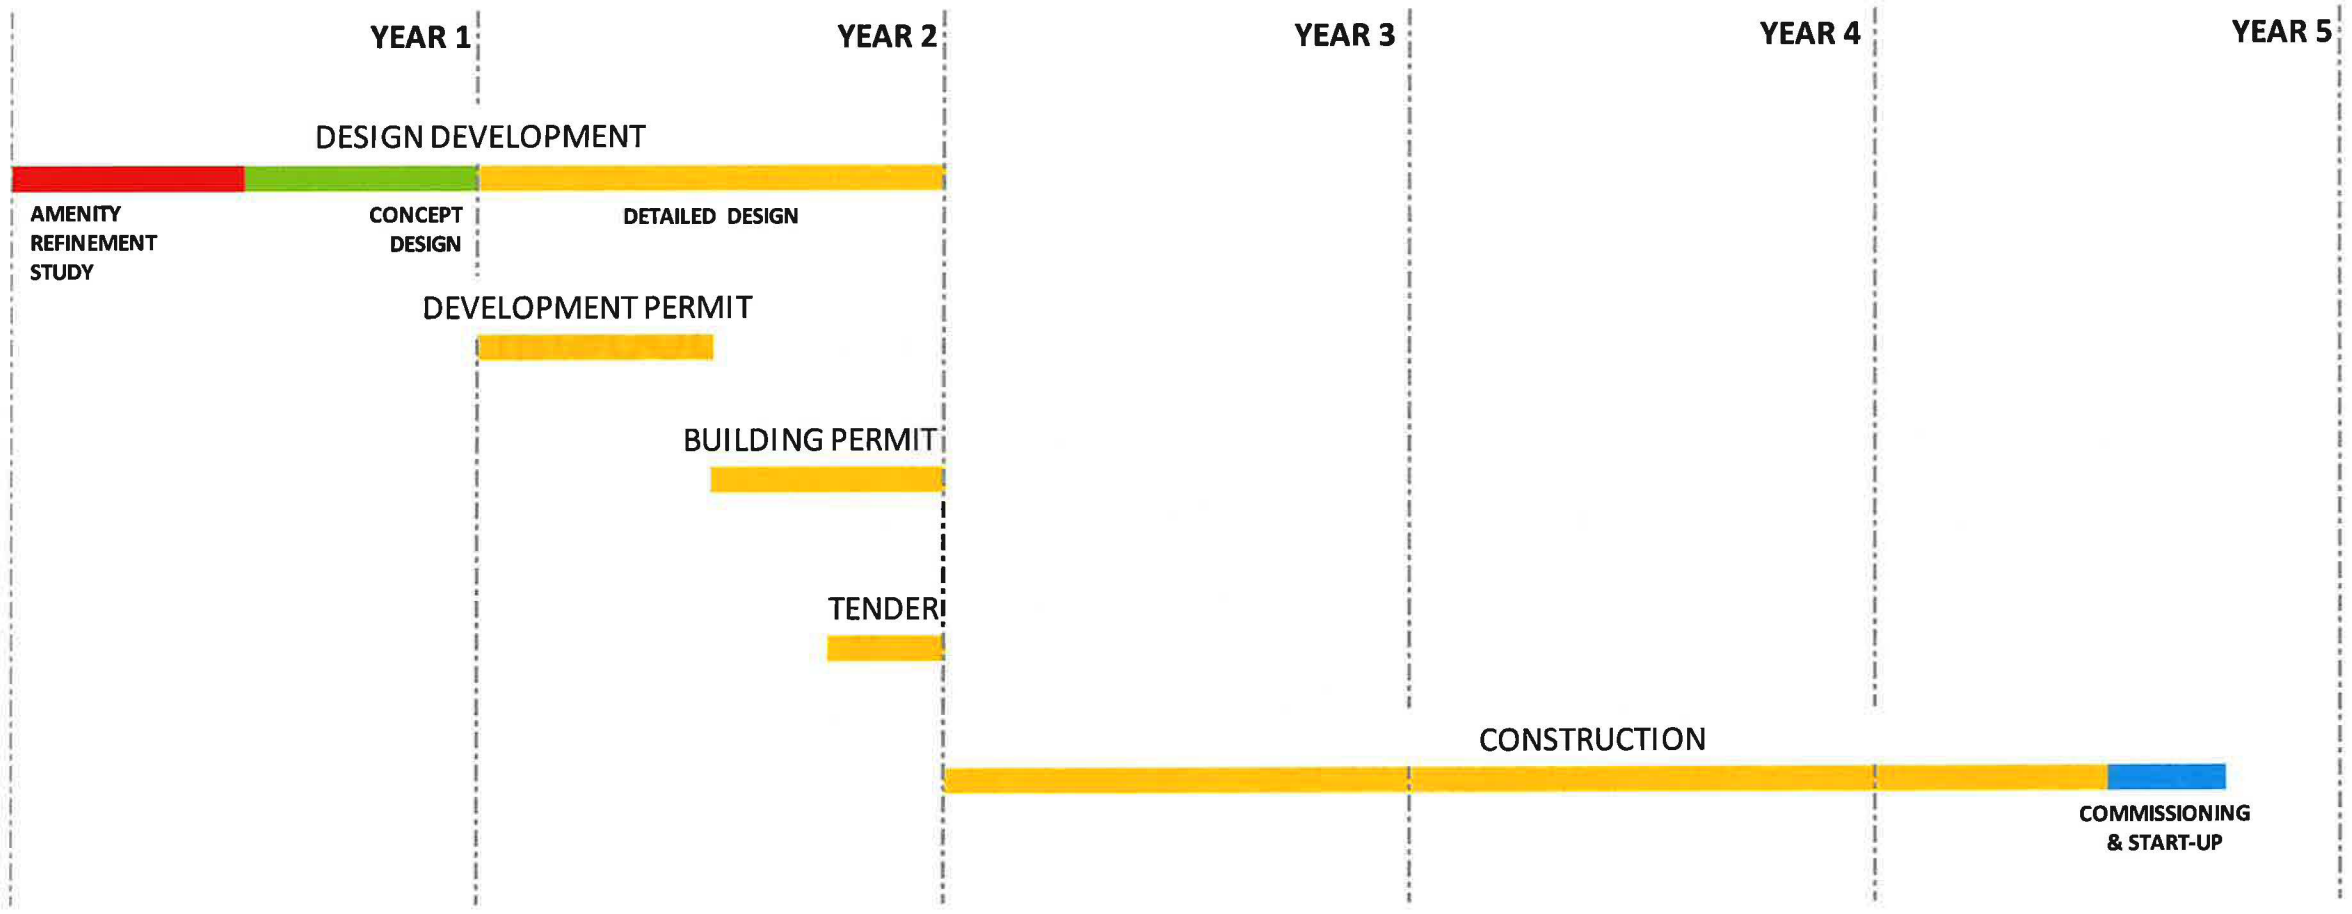 YEAR 1
YEAR 2
YEAR 3
YEAR 4
YEAR 5
DESIGN DEVELOPMENT
AMENITY
REFINEMENT
STUDY
CONCEPT
DESIGN
DETAILED DESIGN
DEVELOPMENT PERMIT
BUILDING PERMIT
TENDER
CONSTRUCTION
COMMISSIONING
& START-UP